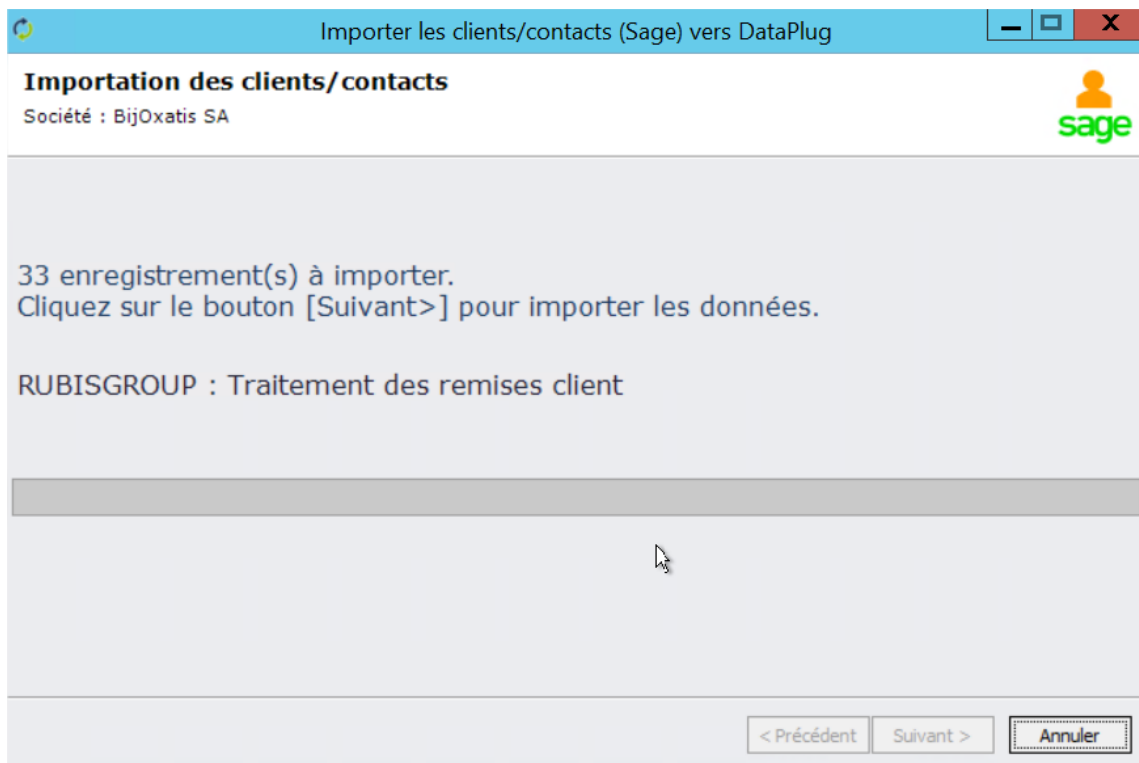 Importer les clients/contacts (Sage) vers DataPlug
X
Importation des clients/contacts
Société : BijOxatis SA
sage
33 enregistrement(s) à importer.
Cliquez sur le bouton [Suivant>] pour importer les données.
RUBISGROUP : Traitement des remises client
< Précédent Suivant > Annuler